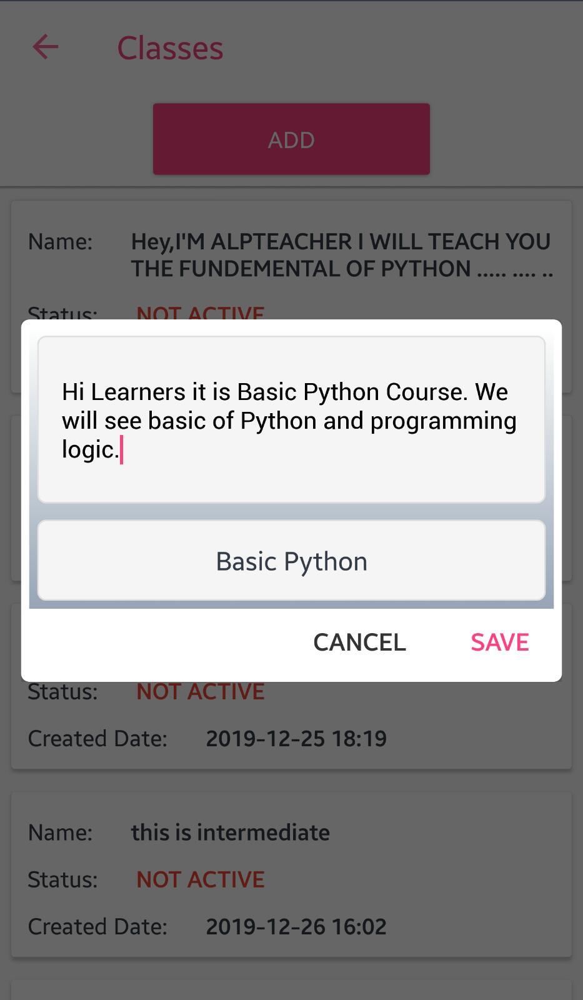 Classes
ADD
Name: Hey,I'M ALPTEACHER I WILL TEACH YOU
THE FUNDEMENTAL OF PYTHON ..... .... ..
Status: NOT ACTIVE
Hi Learners it is Basic Python Course. We
will see basic of Python and programming
logic.
Basic Python
CANCEL SAVE
Status: NOT ACTIVE
Created Date: 2019-12-25 18:19
Name: this is intermediate
Status: NOT ACTIVE
Created Date: 2019-12-26 16:02